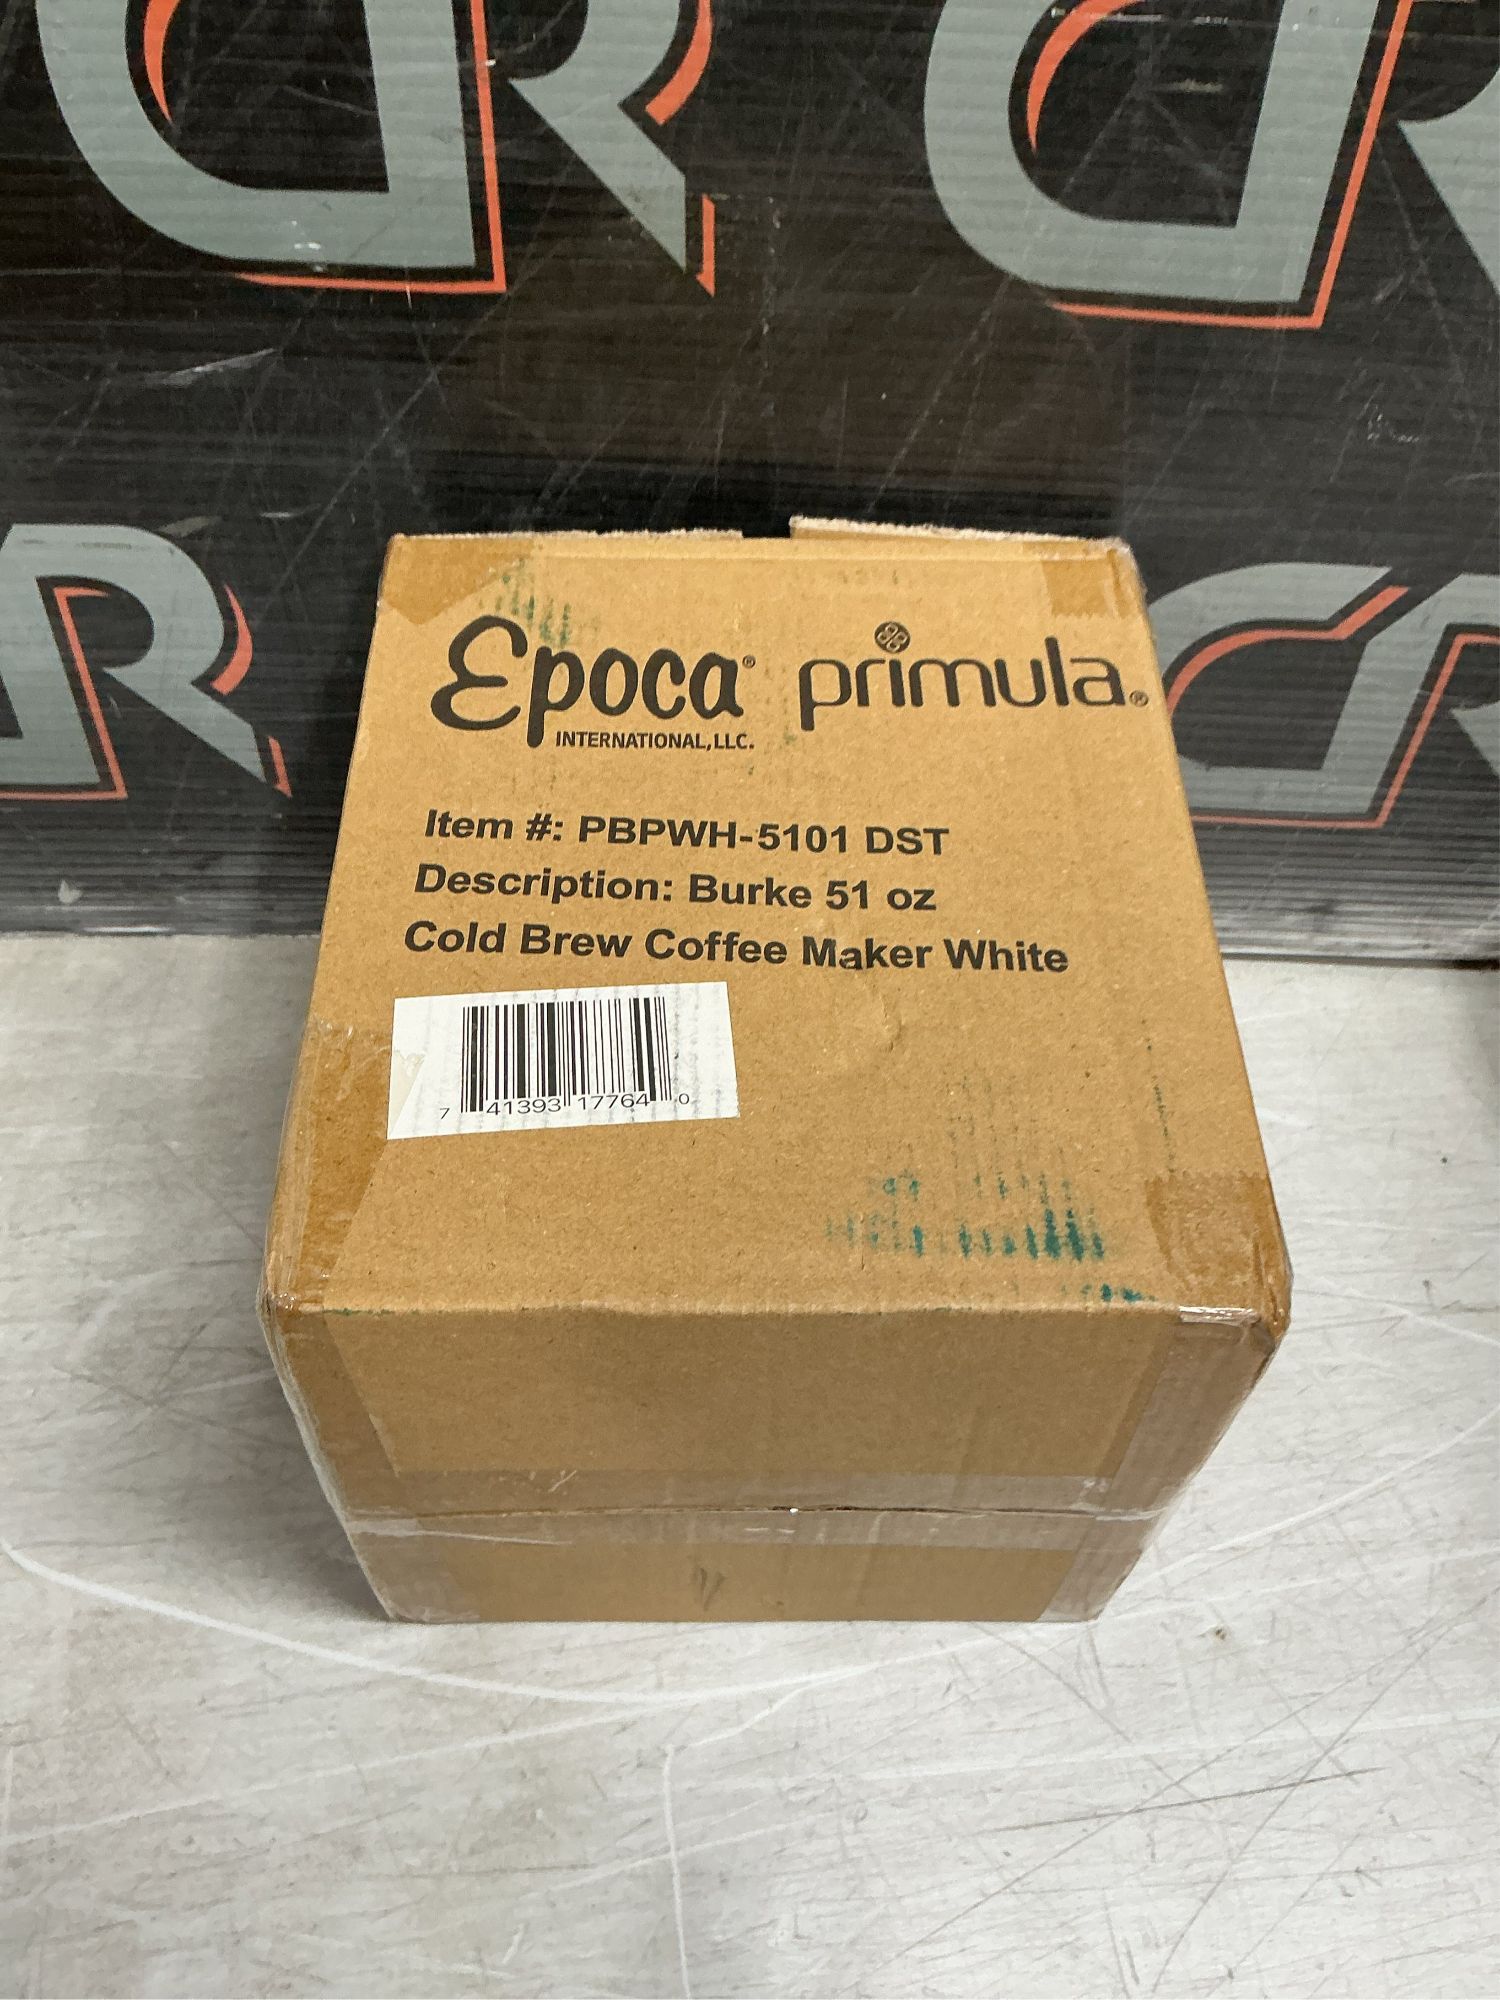 Epoca® primula®
INTERNATIONAL, LLC.
Item #: PBPWH-5101 DST
Description: Burke 51 oz
Cold Brew Coffee Maker White
7 41393 17764 0